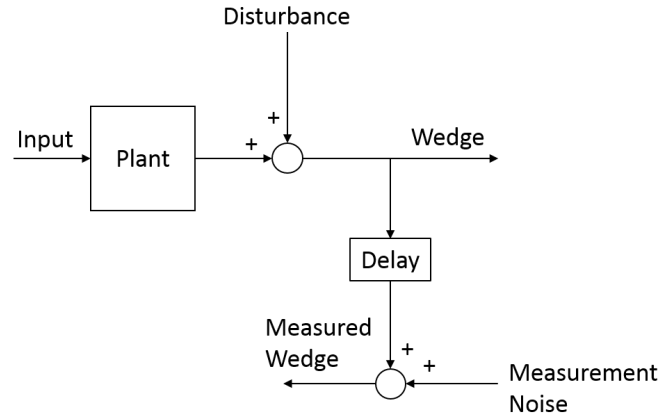 Disturbance
+
Input
Plant
+
Wedge
Delay
Measured
Wedge
+
+
Measurement
Noise